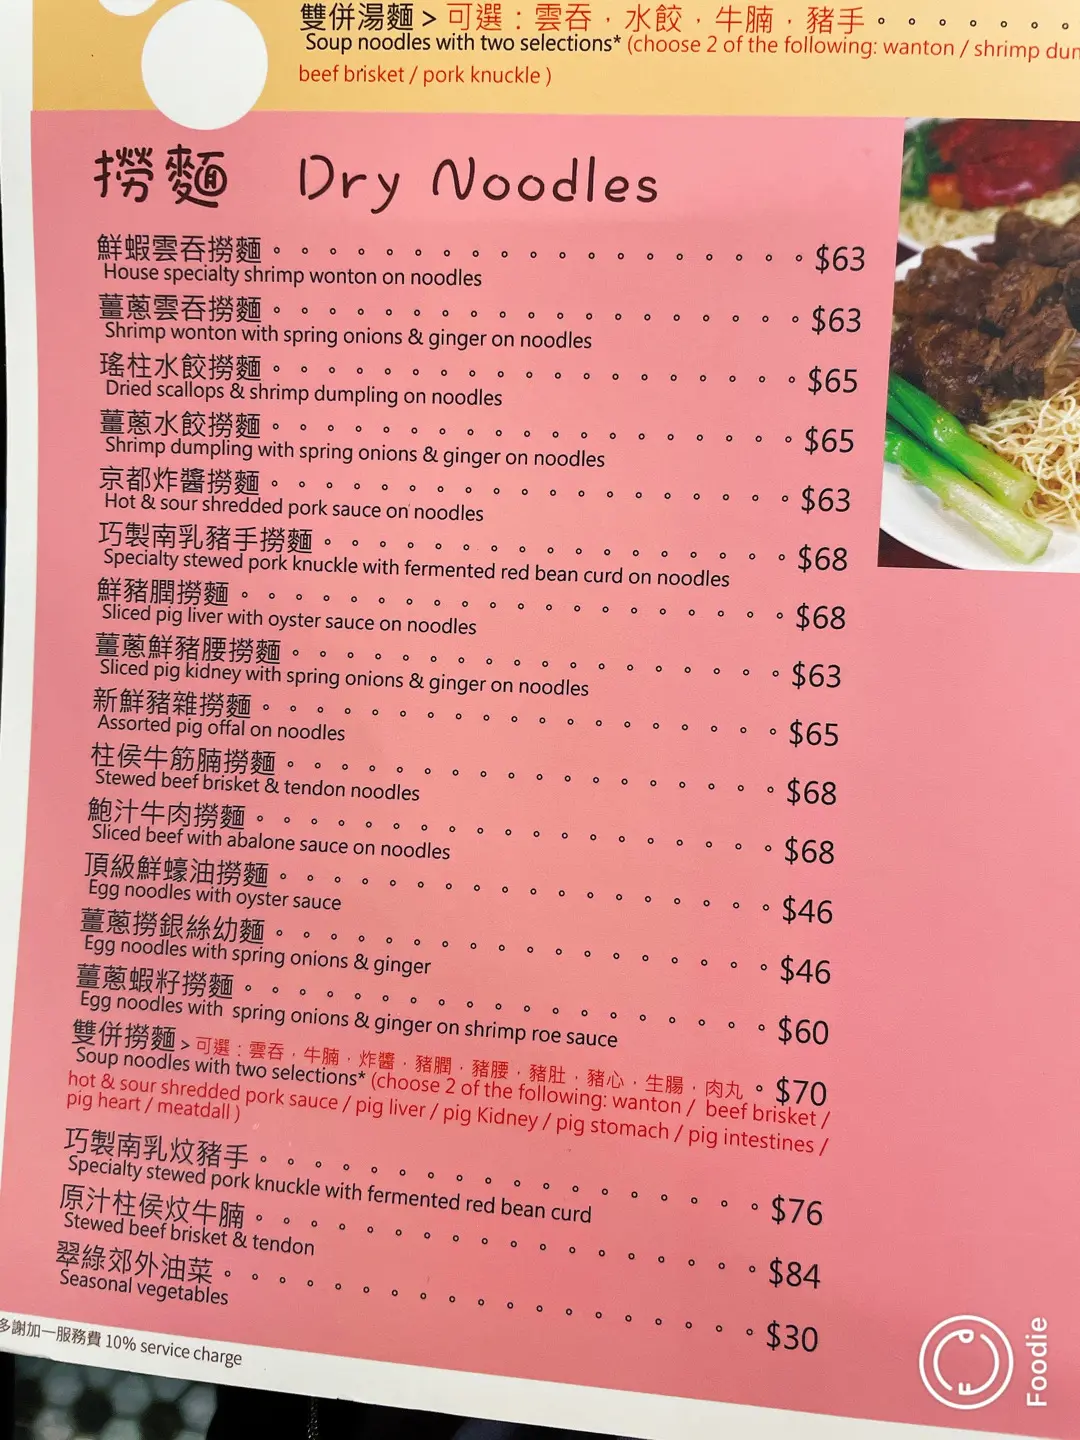 雙併湯麵 > 可選：雲吞．水餃．牛腩．豬手。。。。。。。
Soup noodles with two selections* (choose 2 of the following: wanton / shrimp dum
beef brisket / pork knuckle )
撈麵 Dry Noodles
鮮蝦雲吞撈麵。。。。。。。。。。。。。。。。。。。 $63
House specialty shrimp wonton on noodles
薑蔥雲吞撈麵。。。。。。。。。。。。。。。。。。。 $63
Shrimp wonton with spring onions & ginger on noodles
瑤柱水餃撈麵。。。。。。。。。。。。。。。。。。。 $65
Dried scallops & shrimp dumpling on noodles
薑蔥水餃撈麵。。。。。。。。。。。。。。。。。。。 $65
Shrimp dumpling with spring onions & ginger on noodles
京都炸醬撈麵。。。。。。。。。。。。。。。。。。。 $63
Hot & sour shredded pork sauce on noodles
巧製南乳豬手撈麵。。。。。。。。。。。。。。。。。 $68
Specialty stewed pork knuckle with fermented red bean curd on noodles
鮮豬膶撈麵。。。。。。。。。。。。。。。。。。。。 $68
Sliced pig liver with oyster sauce on noodles
薑蔥鮮豬腰撈麵。。。。。。。。。。。。。。。。。。 $63
Sliced pig kidney with spring onions & ginger on noodles
新鮮豬雜撈麵。。。。。。。。。。。。。。。。。。。 $65
Assorted pig offal on noodles
柱侯牛筋腩撈麵。。。。。。。。。。。。。。。。。。 $68
Stewed beef brisket & tendon noodles
鮑汁牛肉撈麵。。。。。。。。。。。。。。。。。。。 $68
Sliced beef with abalone sauce on noodles
頂級鮮蠔油撈麵。。。。。。。。。。。。。。。。。。 $46
Egg noodles with oyster sauce
薑蔥撈銀絲幼麵。。。。。。。。。。。。。。。。。。 $46
Egg noodles with spring onions & ginger
薑蔥蝦籽撈麵。。。。。。。。。。。。。。。。。。。 $60
Egg noodles with spring onions & ginger on shrimp roe sauce
雙併撈麵 > 可選：雲吞．牛腩．炸醬．豬膶．豬腰．豬肚．豬心．生腸．肉丸。$70
Soup noodles with two selections* (choose 2 of the following: wanton / beef brisket /
hot & sour shredded pork sauce / pig liver / pig Kidney / pig stomach / pig intestines /
pig heart / meatdall )
巧製南乳炆豬手。。。。。。。。。。。。。。。。。。 $76
Specialty stewed pork knuckle with fermented red bean curd
原汁柱侯炆牛腩。。。。。。。。。。。。。。。。。。 $84
Stewed beef brisket & tendon
翠綠郊外油菜。。。。。。。。。。。。。。。。。。。 $30
Seasonal vegetables
多謝加一服務費 10% service charge
Foodie